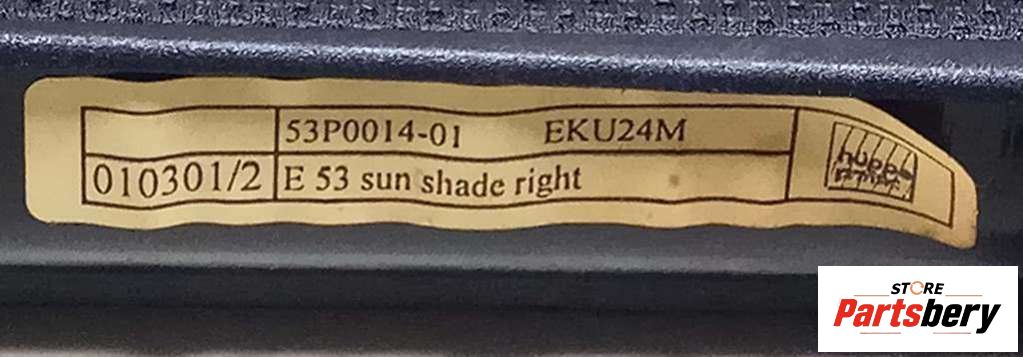 53P0014-01 EKU24M
010301/2 E 53 sun shade right
STORE
Partsbery